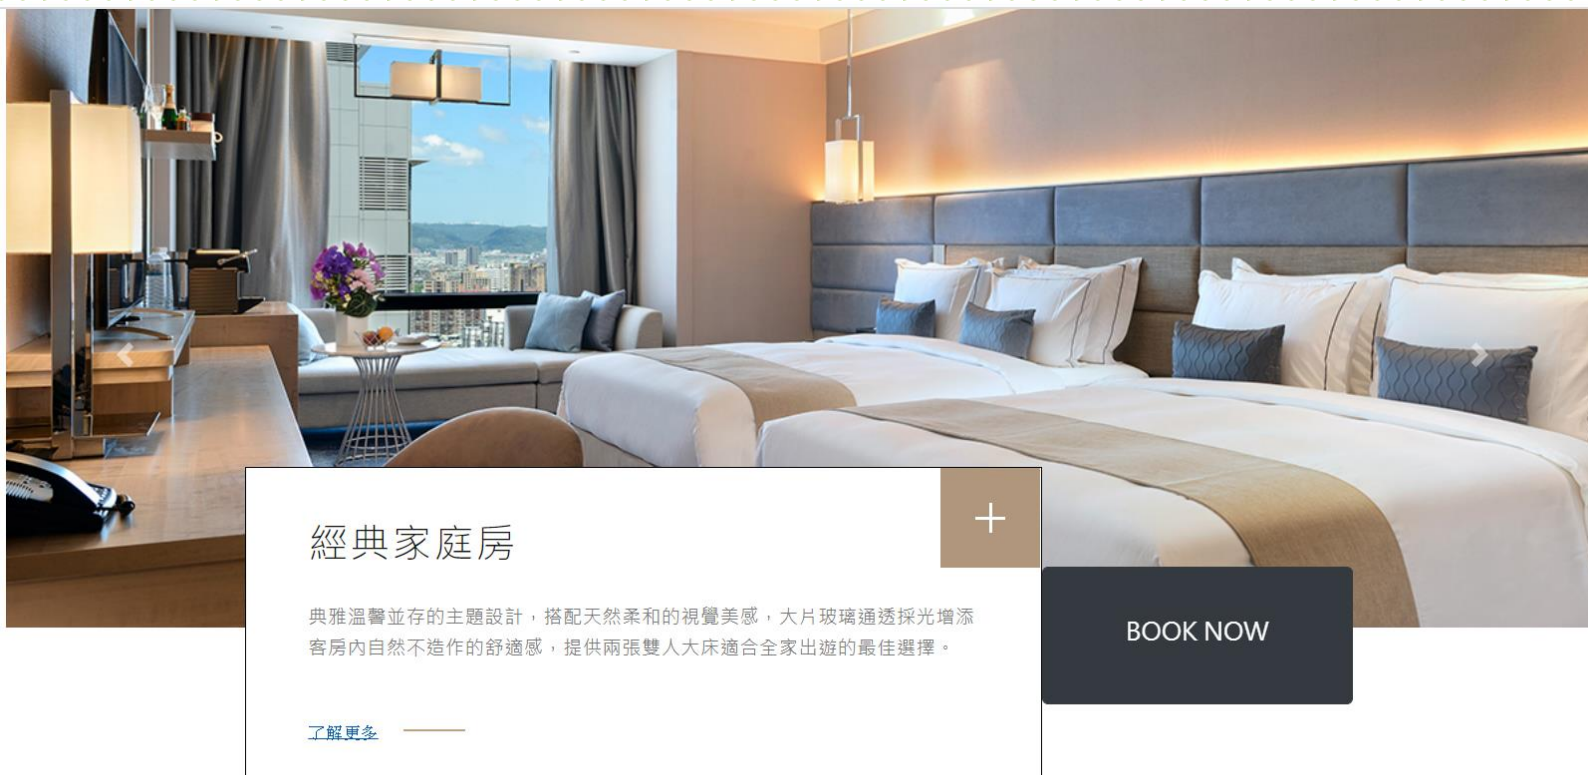 經典家庭房
典雅溫馨並存的主題設計，搭配天然柔和的視覺美感，大片玻璃通透採光增添
客房內自然不造作的舒適感，提供兩張雙人大床適合全家出遊的最佳選擇。
BOOK NOW
了解更多